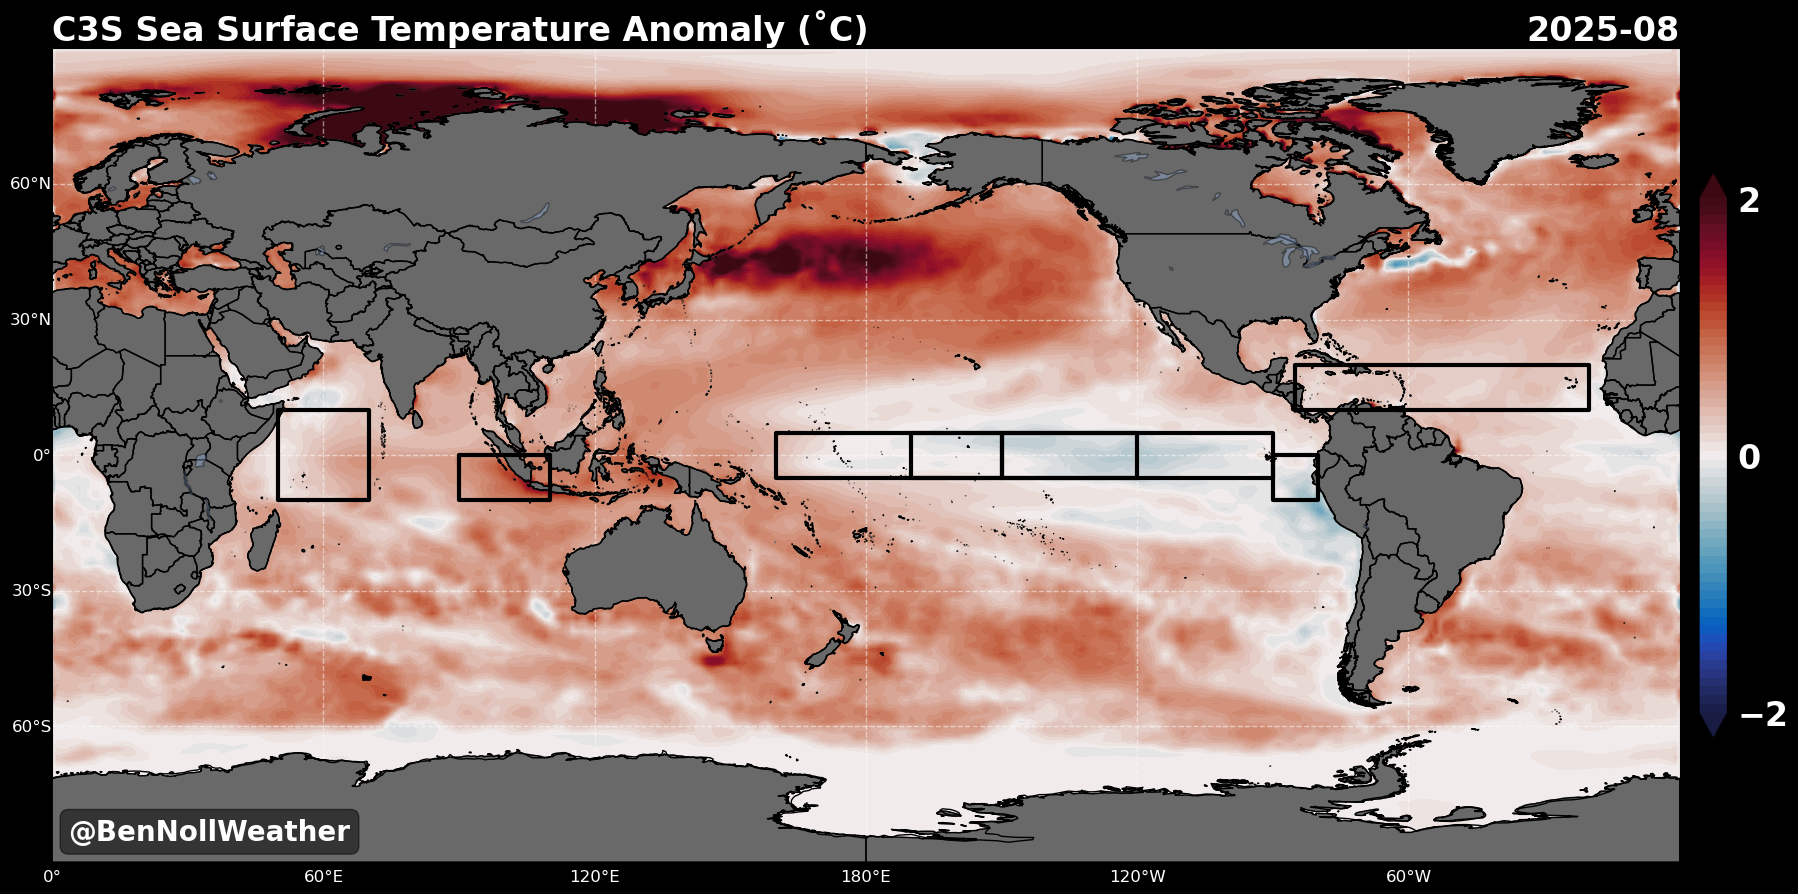 C3S Sea Surface Temperature Anomaly (˚C)
2025-08
60°N
30°N
0°
30°S
60°S
2
0
−2
@BenNollWeather
0°
60°E
120°E
180°E
120°W
60°W